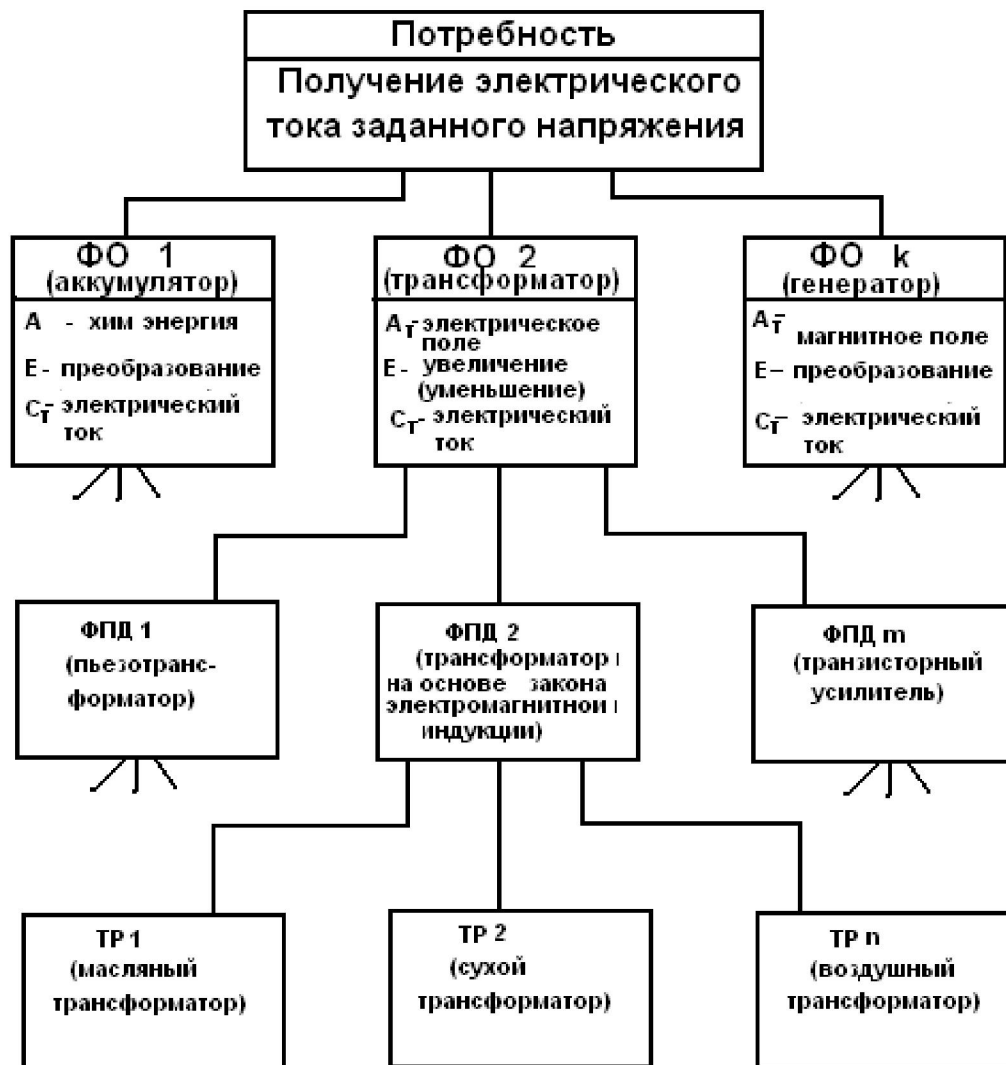 Потребность
Получение электрического
тока заданного напряжения
ФО 1
(аккумулятор)
А - хим энергия
Е - преобразование
Ст - электрический
ток
ФО 2
(трансформатор)
Ат - электрическое
поле
Е - увеличение
(уменьшение)
Ст - электрический
ток
ФО k
(генератор)
Ат -
магнитное поле
Е - преобразование
Ст - электрический
ток
ФПД 1
(пьезотранс-
форматор)
ФПД 2
(трансформатор
на основе закона
электромагнитной
индукции)
ФПД m
(транзисторный
усилитель)
ТР 1
(масляный
трансформатор)
ТР 2
(сухой
трансформатор)
ТР n
(воздушный
трансформатор)